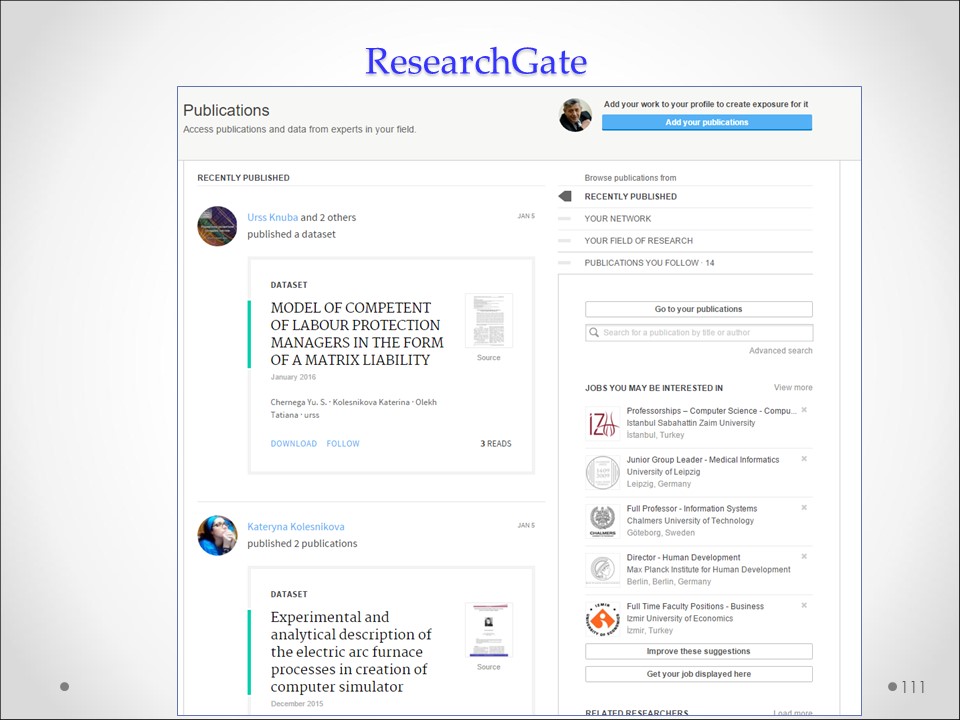 ResearchGate
Publications
Access publications and data from experts in your field.
Add your work to your profile to create exposure for it
Add your publications
RECENTLY PUBLISHED
Urss Knuba and 2 others
published a dataset
JAN 5
DATASET
MODEL OF COMPETENT
OF LABOUR PROTECTION
MANAGERS IN THE FORM
OF A MATRIX LIABILITY
January 2016
Source
Chernega Yu. S. · Kolesnikova Katerina · Olekh
Tatiana · urss
DOWNLOAD FOLLOW
3 READS
Kateryna Kolesnikova
published 2 publications
JAN 5
DATASET
Experimental and
analytical description of
the electric arc furnace
processes in creation of
computer simulator
December 2015
Source
Browse publications from
RECENTLY PUBLISHED
YOUR NETWORK
YOUR FIELD OF RESEARCH
PUBLICATIONS YOU FOLLOW · 14
Go to your publications
Search for a publication by title or author
Advanced search
JOBS YOU MAY BE INTERESTED IN
View more
Professorships – Computer Science - Compu...
Istanbul Sabahattin Zaim University
İstanbul, Turkey
Junior Group Leader - Medical Informatics
University of Leipzig
Leipzig, Germany
Full Professor - Information Systems
Chalmers University of Technology
Göteborg, Sweden
CHALMERS
Director - Human Development
Max Planck Institute for Human Development
Berlin, Berlin, Germany
Full Time Faculty Positions - Business
Izmir University of Economics
İzmir, Turkey
Improve these suggestions
Get your job displayed here
RELATED RESEARCHERS
Load more
111